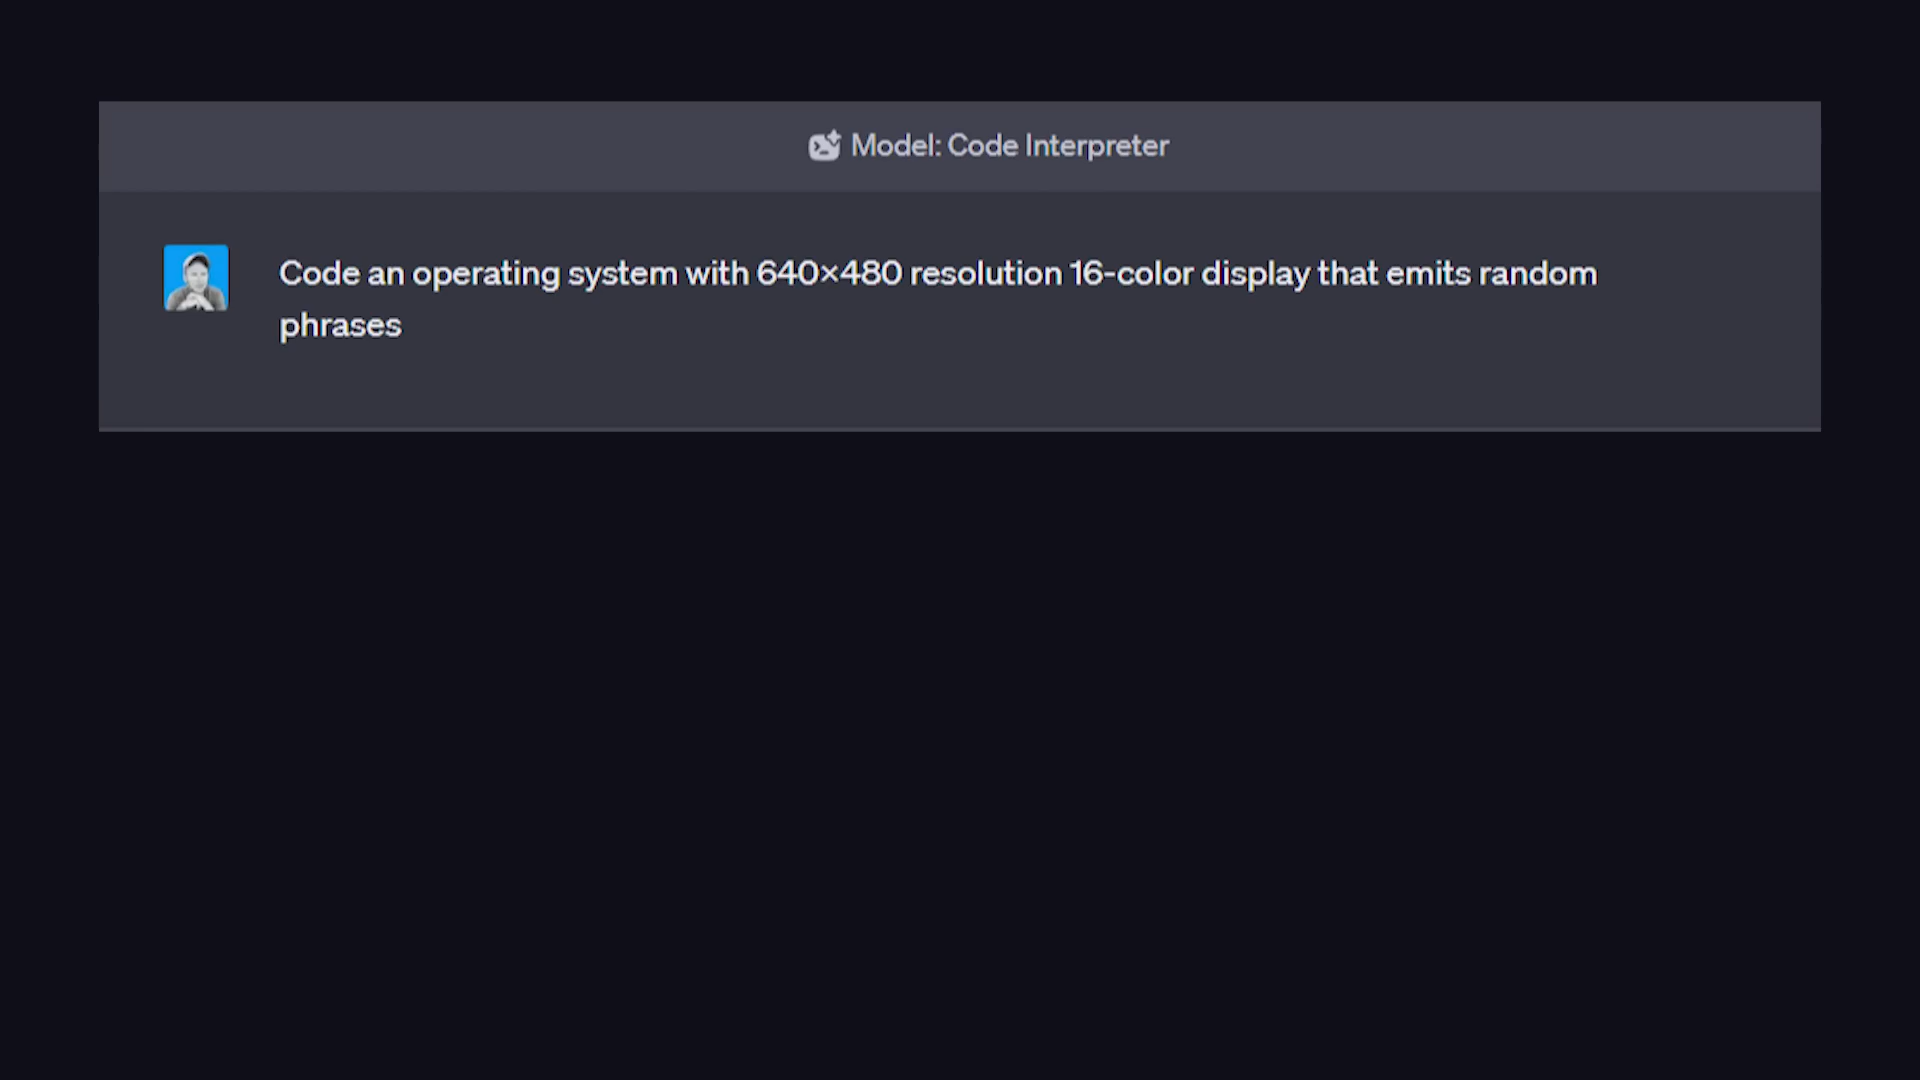 Model: Code Interpreter
Code an operating system with 640×480 resolution 16-color display that emits random
phrases